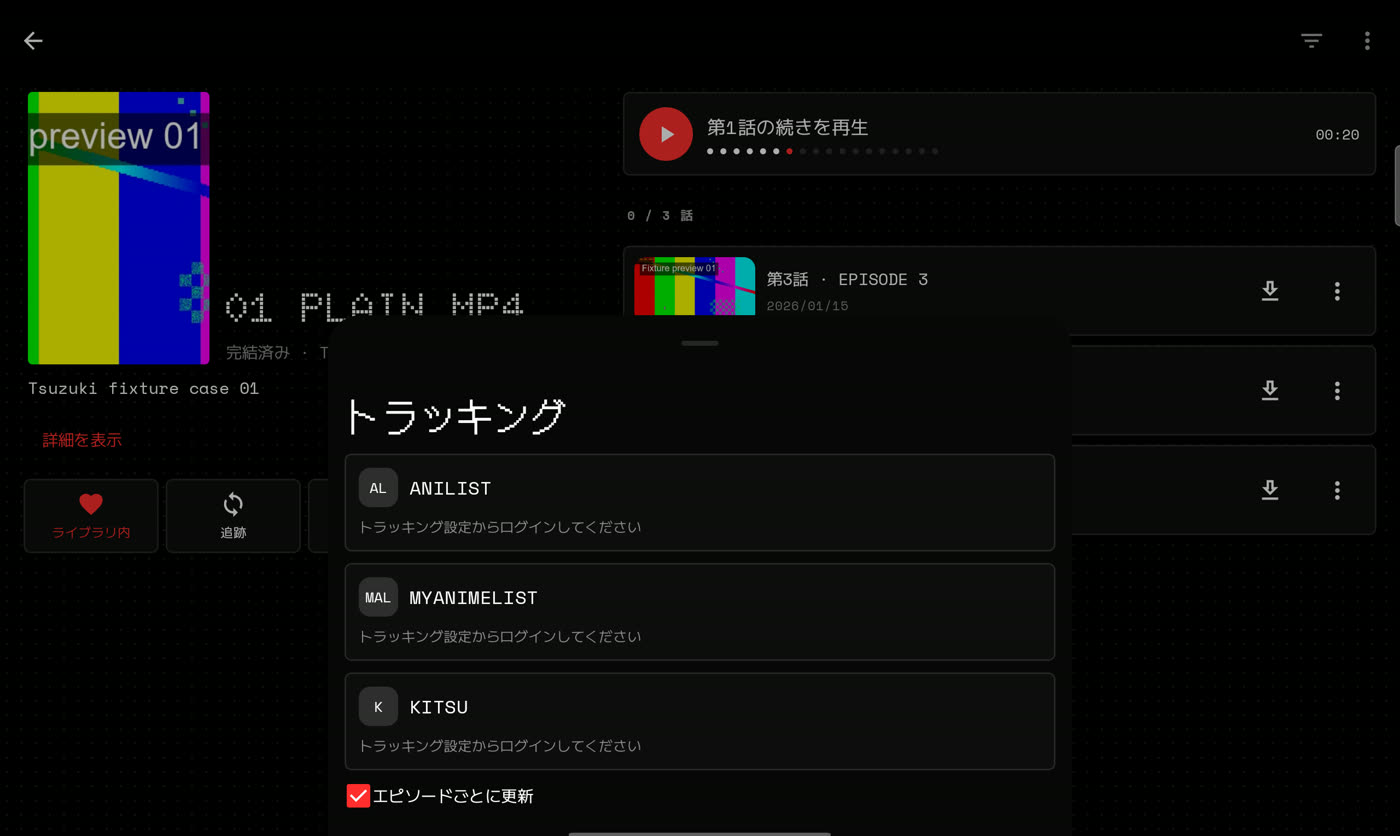 preview 01
01 PLAIN MP4
完結済み · T
Tsuzuki fixture case 01
詳細を表示
ライブラリ内
追跡
第1話の続きを再生
00:20
0 / 3 話
Fixture preview 01
第3話 · EPISODE 3
2026/01/15
トラッキング
AL
ANILIST
トラッキング設定からログインしてください
MAL
MYANIMELIST
トラッキング設定からログインしてください
K
KITSU
トラッキング設定からログインしてください
エピソードごとに更新